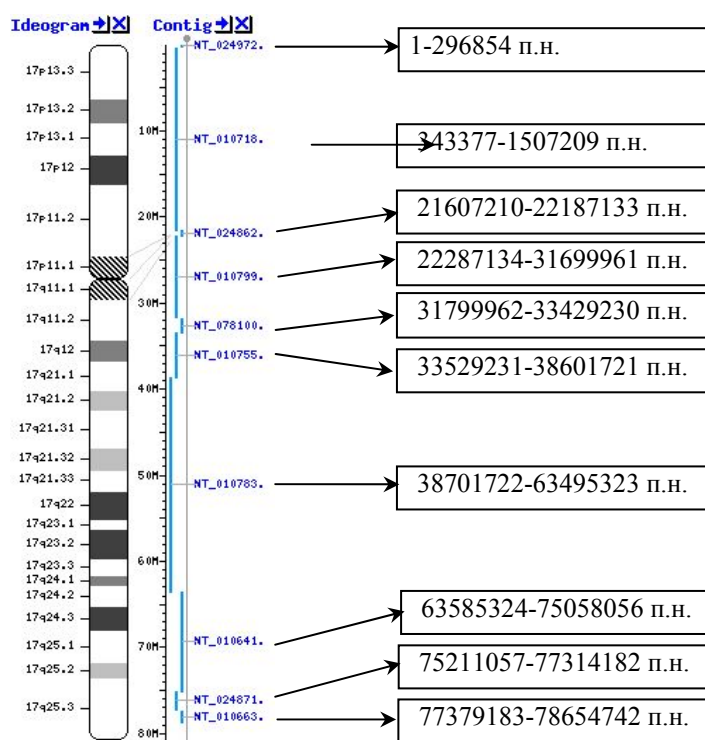 Ideogram Contig
17p13.3
17p13.2
17p13.1
17p12
17p11.2
17p11.1
17q11.1
17q11.2
17q12
17q21.1
17q21.2
17q21.31
17q21.32
17q21.33
17q22
17q23.1
17q23.2
17q23.3
17q24.1
17q24.2
17q24.3
17q25.1
17q25.2
17q25.3
10M
20M
30M
40M
50M
60M
70M
80M
NT_024972.
NT_010718.
NT_024862.
NT_010799.
NT_078100.
NT_010755.
NT_010783.
NT_010641.
NT_024871.
NT_010663.
1-296854 п.н.
343377-1507209 п.н.
21607210-22187133 п.н.
22287134-31699961 п.н.
31799962-33429230 п.н.
33529231-38601721 п.н.
38701722-63495323 п.н.
63585324-75058056 п.н.
75211057-77314182 п.н.
77379183-78654742 п.н.